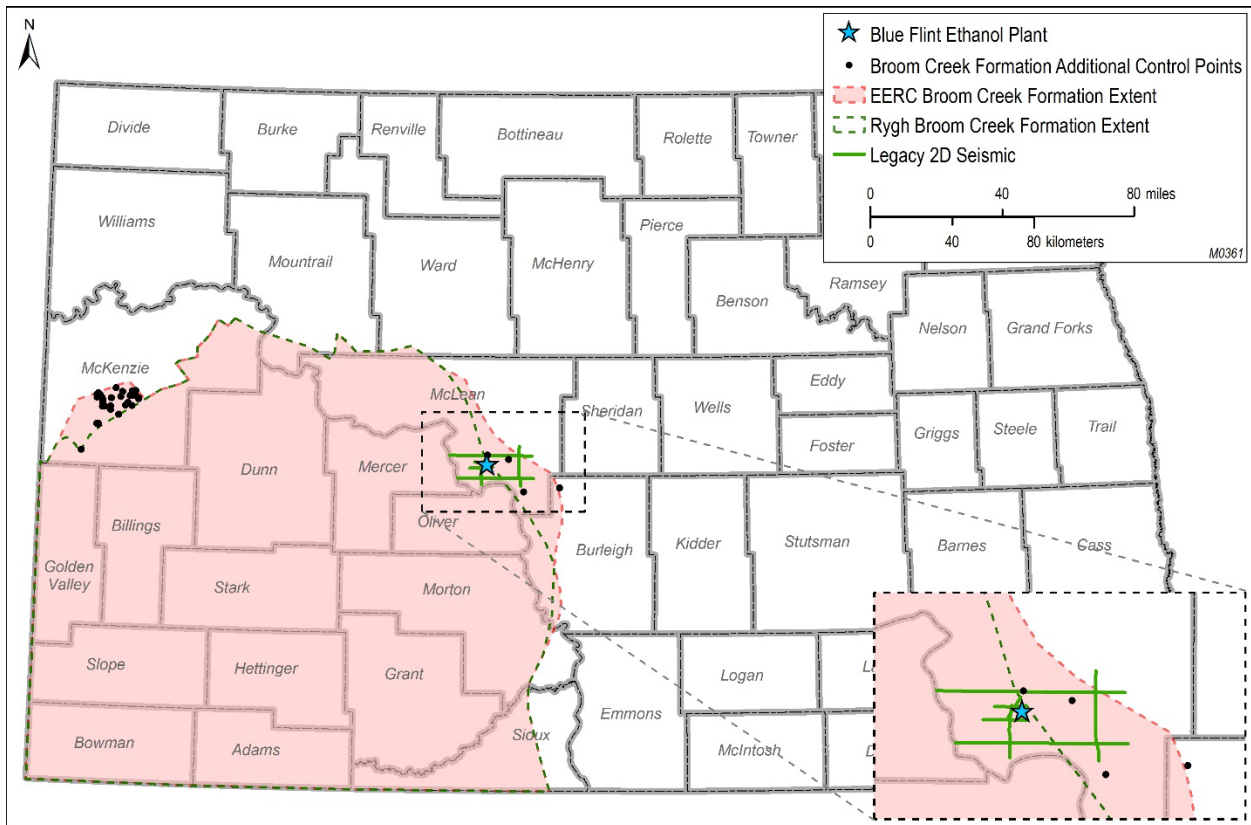 N
Blue Flint Ethanol Plant
Broom Creek Formation Additional Control Points
EERC Broom Creek Formation Extent
Rygh Broom Creek Formation Extent
Legacy 2D Seismic
0 40 80 miles
0 40 80 kilometers
M0361
Divide
Burke
Renville
Bottineau
Rolette
Towner
Williams
Mountrail
Ward
McHenry
Pierce
Benson
Ramsey
Nelson
Grand Forks
McKenzie
McLean
Sheridan
Wells
Eddy
Foster
Griggs
Steele
Trail
Dunn
Mercer
Billings
Oliver
Golden
Valley
Stark
Morton
Burleigh
Kidder
Stutsman
Barnes
Cass
Slope
Hettinger
Grant
Sioux
Emmons
Logan
La
Bowman
Adams
McIntosh
D